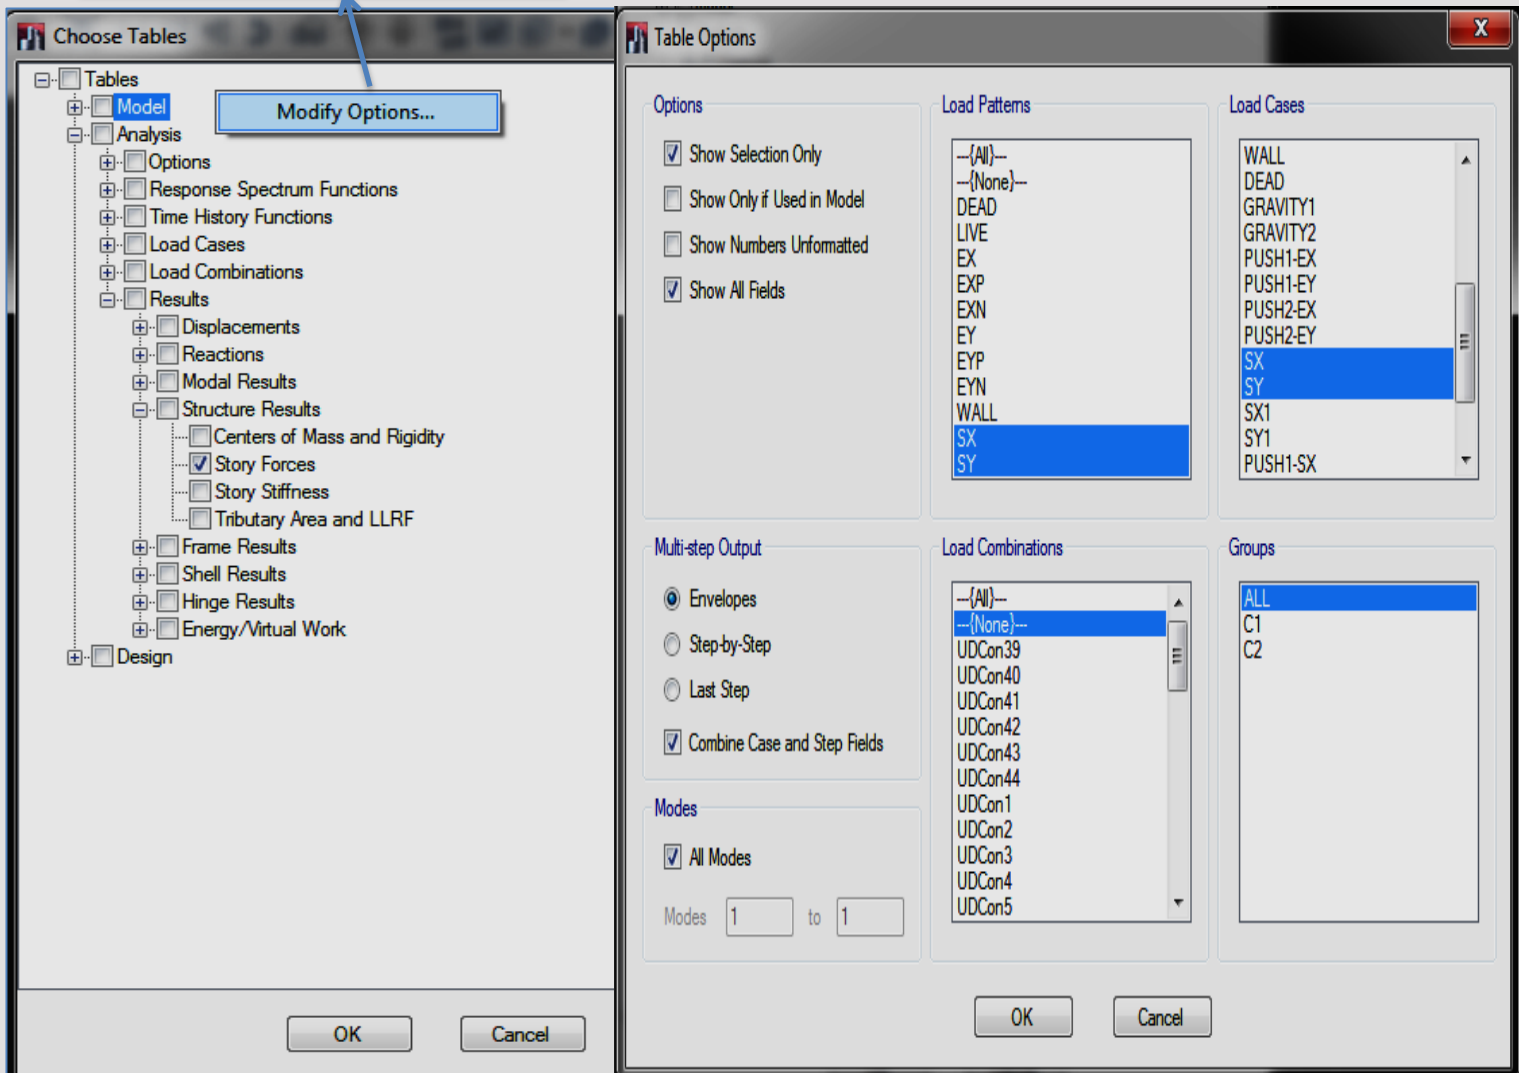 Choose Tables
Tables
Model
Modify Options...
Analysis
Options
Response Spectrum Functions
Time History Functions
Load Cases
Load Combinations
Results
Displacements
Reactions
Modal Results
Structure Results
Centers of Mass and Rigidity
Story Forces
Story Stiffness
Tributary Area and LLRF
Frame Results
Shell Results
Hinge Results
Energy/Virtual Work
Design
OK
Cancel
Table Options
X
Options
Show Selection Only
Show Only if Used in Model
Show Numbers Unformatted
Show All Fields
Load Patterns
---{All}---
---{None}---
DEAD
LIVE
EX
EXP
EXN
EY
EYP
EYN
WALL
SX
SY
Load Cases
WALL
DEAD
GRAVITY1
GRAVITY2
PUSH1-EX
PUSH1-EY
PUSH2-EX
PUSH2-EY
SX
SY
SX1
SY1
PUSH1-SX
Multi-step Output
Envelopes
Step-by-Step
Last Step
Combine Case and Step Fields
Modes
All Modes
Modes 1 to 1
Load Combinations
---{All}---
---{None}---
UDCon39
UDCon40
UDCon41
UDCon42
UDCon43
UDCon44
UDCon1
UDCon2
UDCon3
UDCon4
UDCon5
Groups
ALL
C1
C2
OK
Cancel